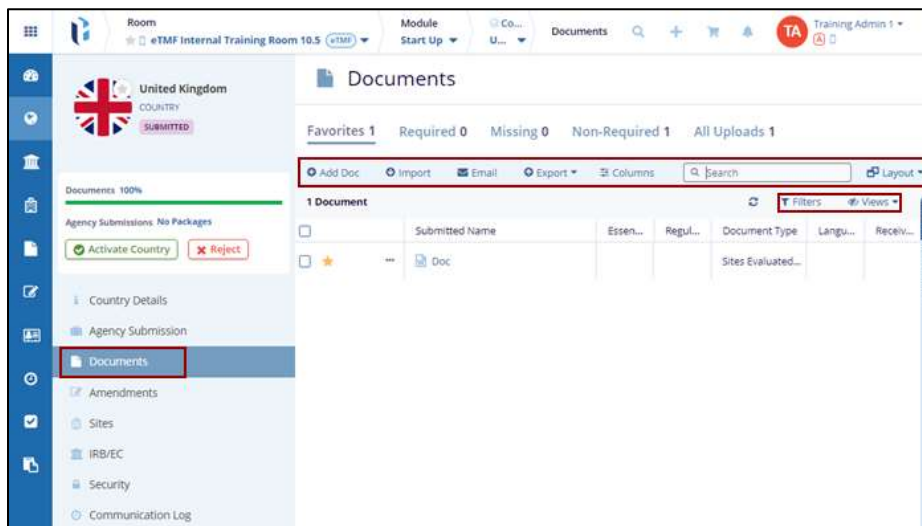 Room
eTMF Internal Training Room 10.5 eTMF
Module
Start Up
Co...
U...
Documents
TA
Training Admin 1
A
United Kingdom
COUNTRY
SUBMITTED
Documents 100%
Agency Submissions No Packages
Activate Country
Reject
Country Details
Agency Submission
Documents
Amendments
Sites
IRB/EC
Security
Communication Log
Documents
Favorites 1 Required 0 Missing 0 Non-Required 1 All Uploads 1
Add Doc Import Email Export Columns Search Layout
1 Document Filters Views
Submitted Name Essen... Regul... Document Type Langu... Receiv...
... Doc Sites Evaluated...